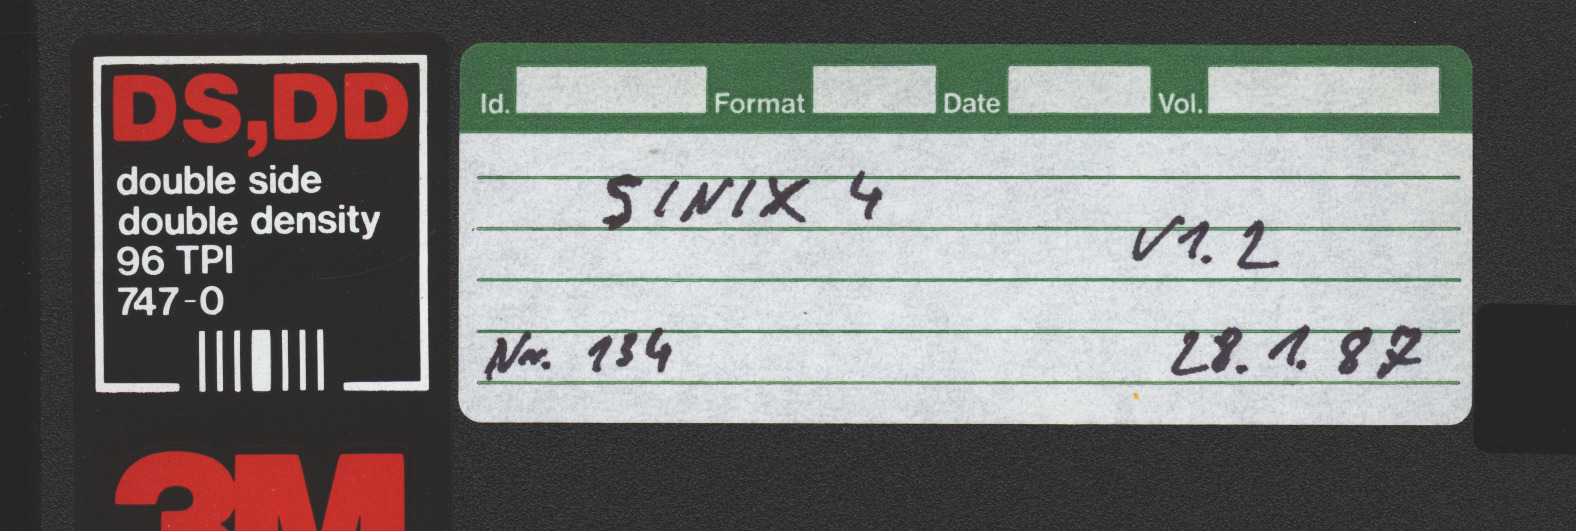 DS,DD
double side
double density
96 TPI
747-0
3M
Id. Format Date Vol.
SINIX 4
V1.2
Nr. 134 28.1.87